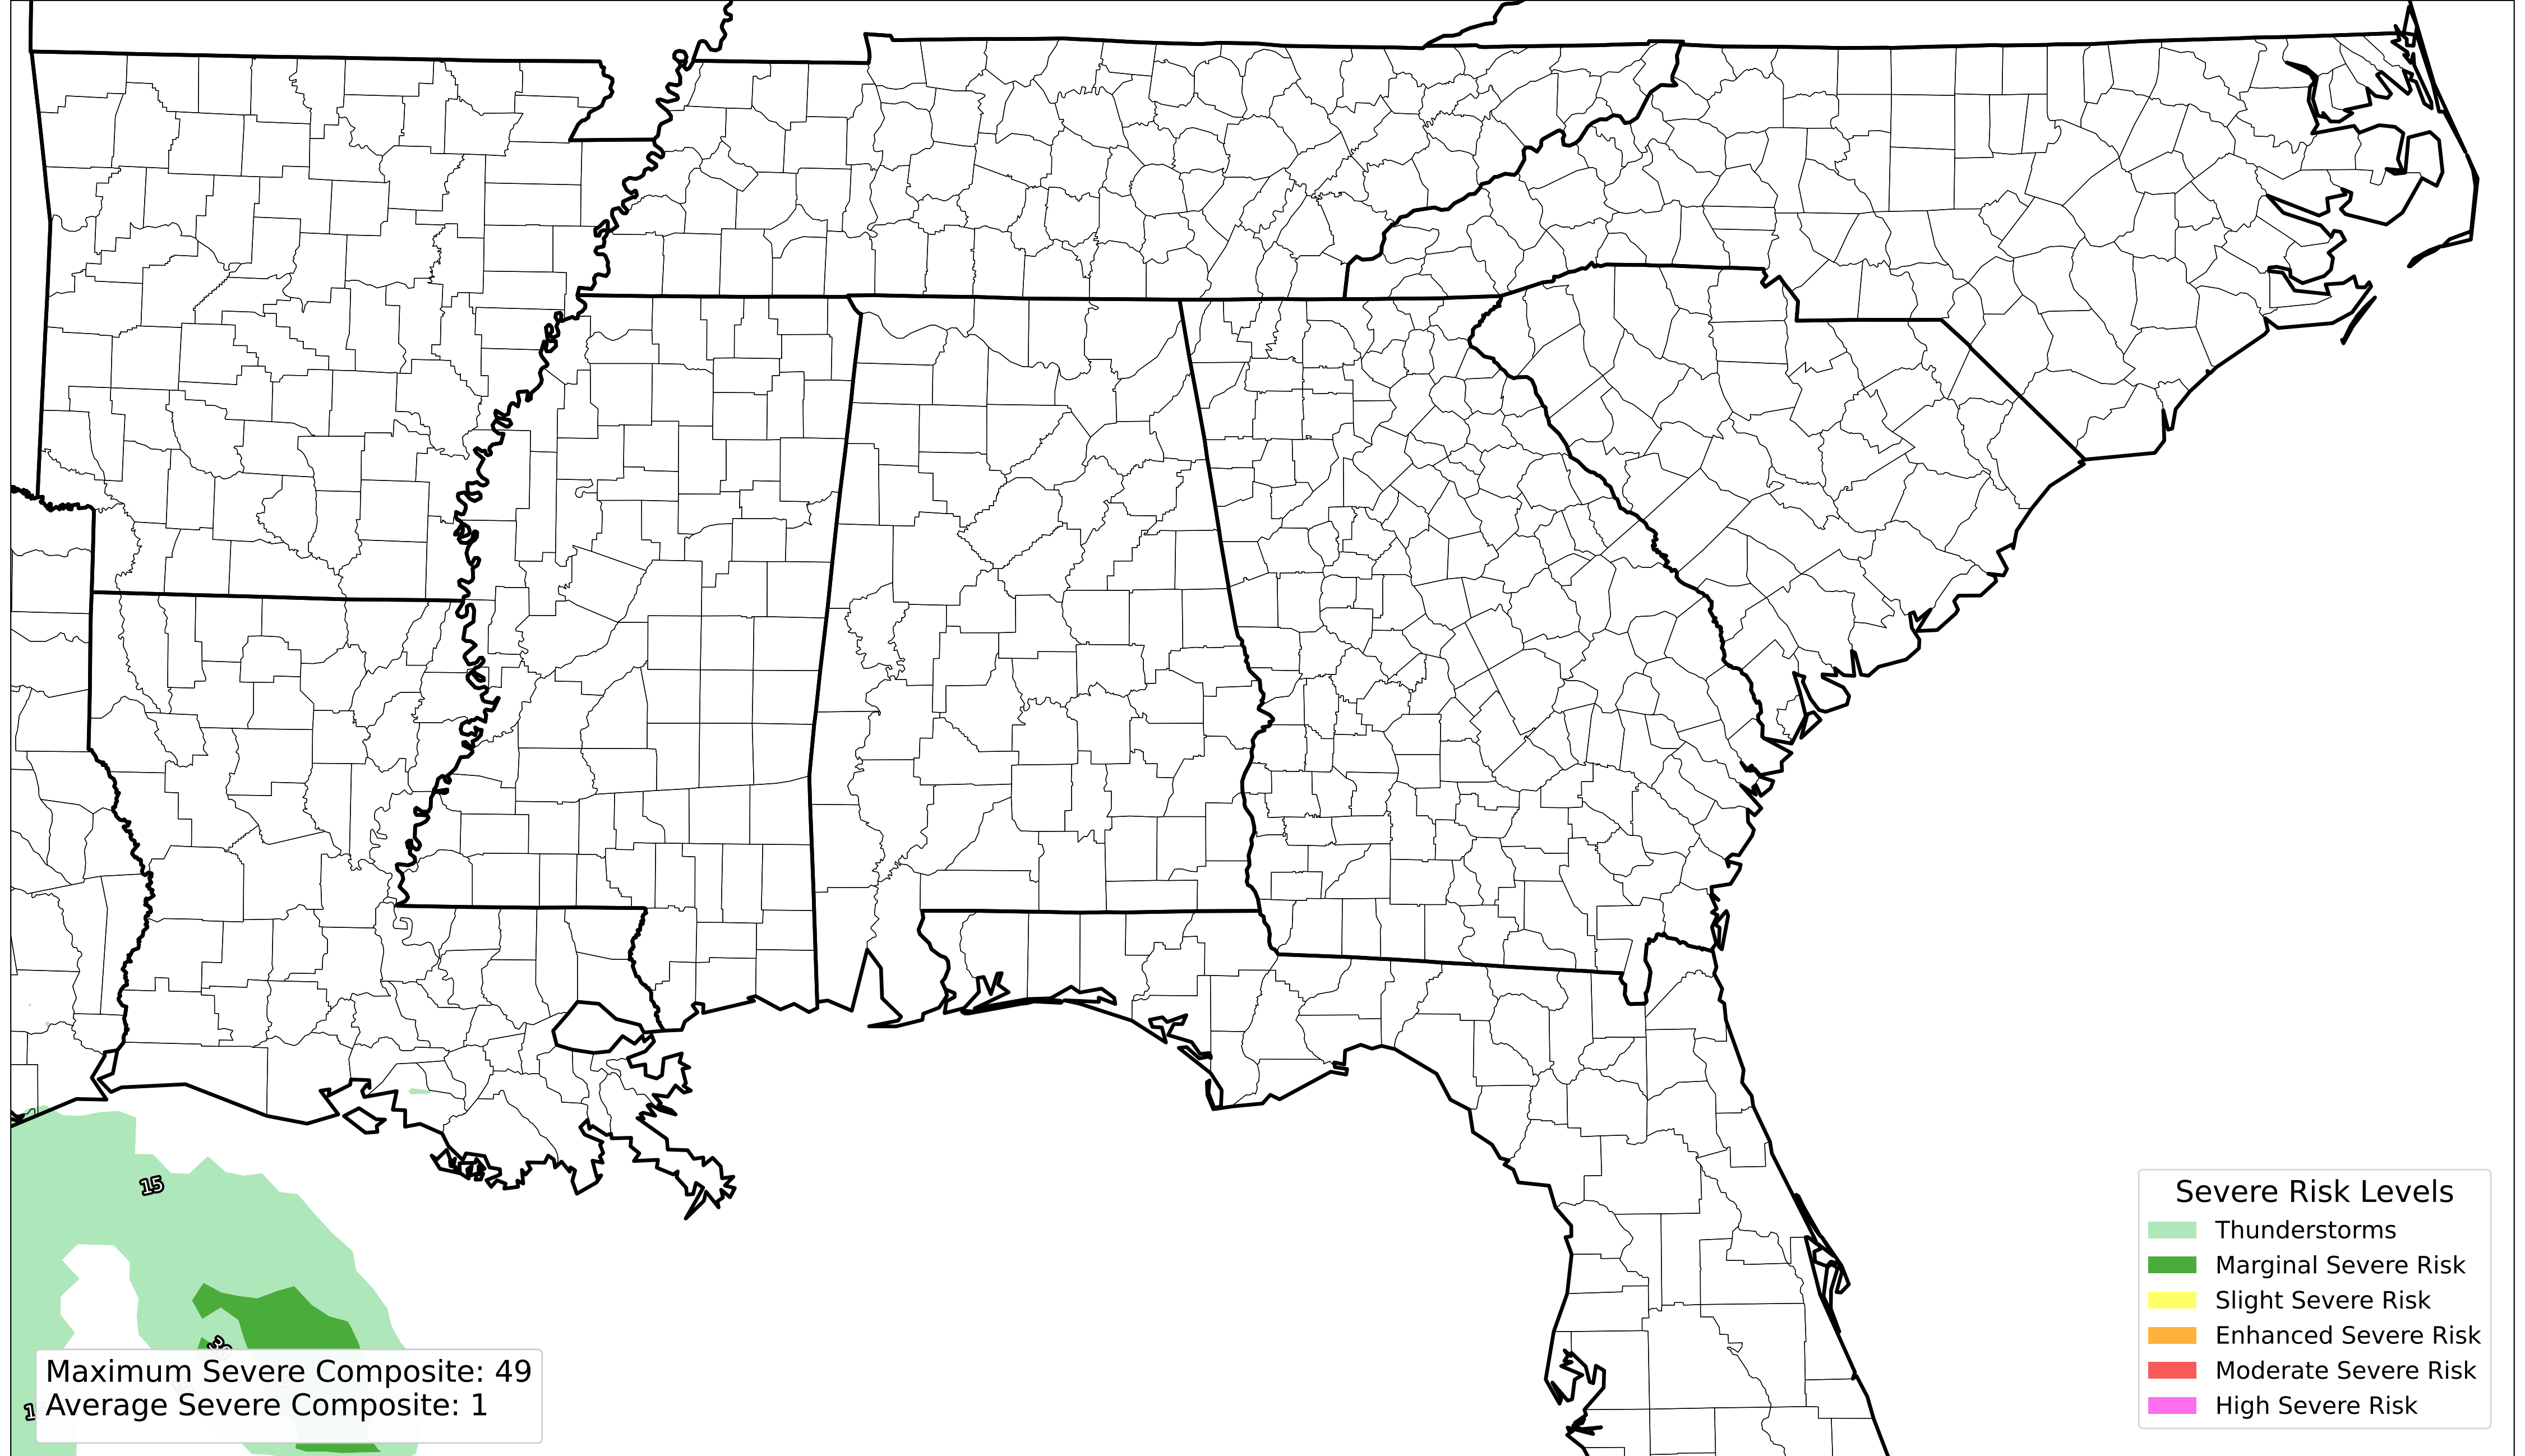 15
Maximum Severe Composite: 49
Average Severe Composite: 1
Severe Risk Levels
Thunderstorms
Marginal Severe Risk
Slight Severe Risk
Enhanced Severe Risk
Moderate Severe Risk
High Severe Risk